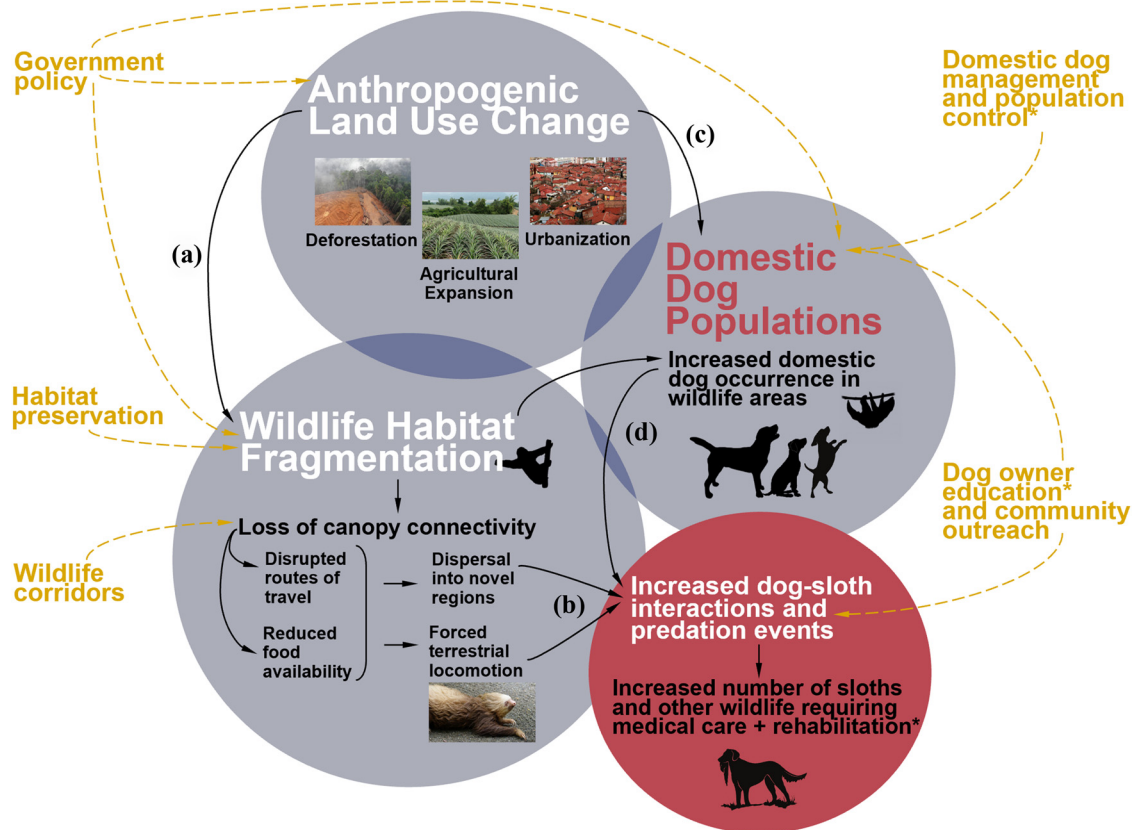 Government
policy
Anthropogenic
Land Use Change
Domestic dog
management
and population
control*
(c)
Deforestation
Urbanization
Agricultural
Expansion
(a)
Domestic
Dog
Populations
Increased domestic
dog occurrence in
wildlife areas
(d)
Habitat
preservation
Wildlife Habitat
Fragmentation
Dog owner
education*
and community
outreach
Loss of canopy connectivity
Disrupted
routes of
travel
Dispersal
into novel
regions
Wildlife
corridors
(b)
Reduced
food
availability
Forced
terrestrial
locomotion
Increased dog-sloth
interactions and
predation events
Increased number of sloths
and other wildlife requiring
medical care + rehabilitation*